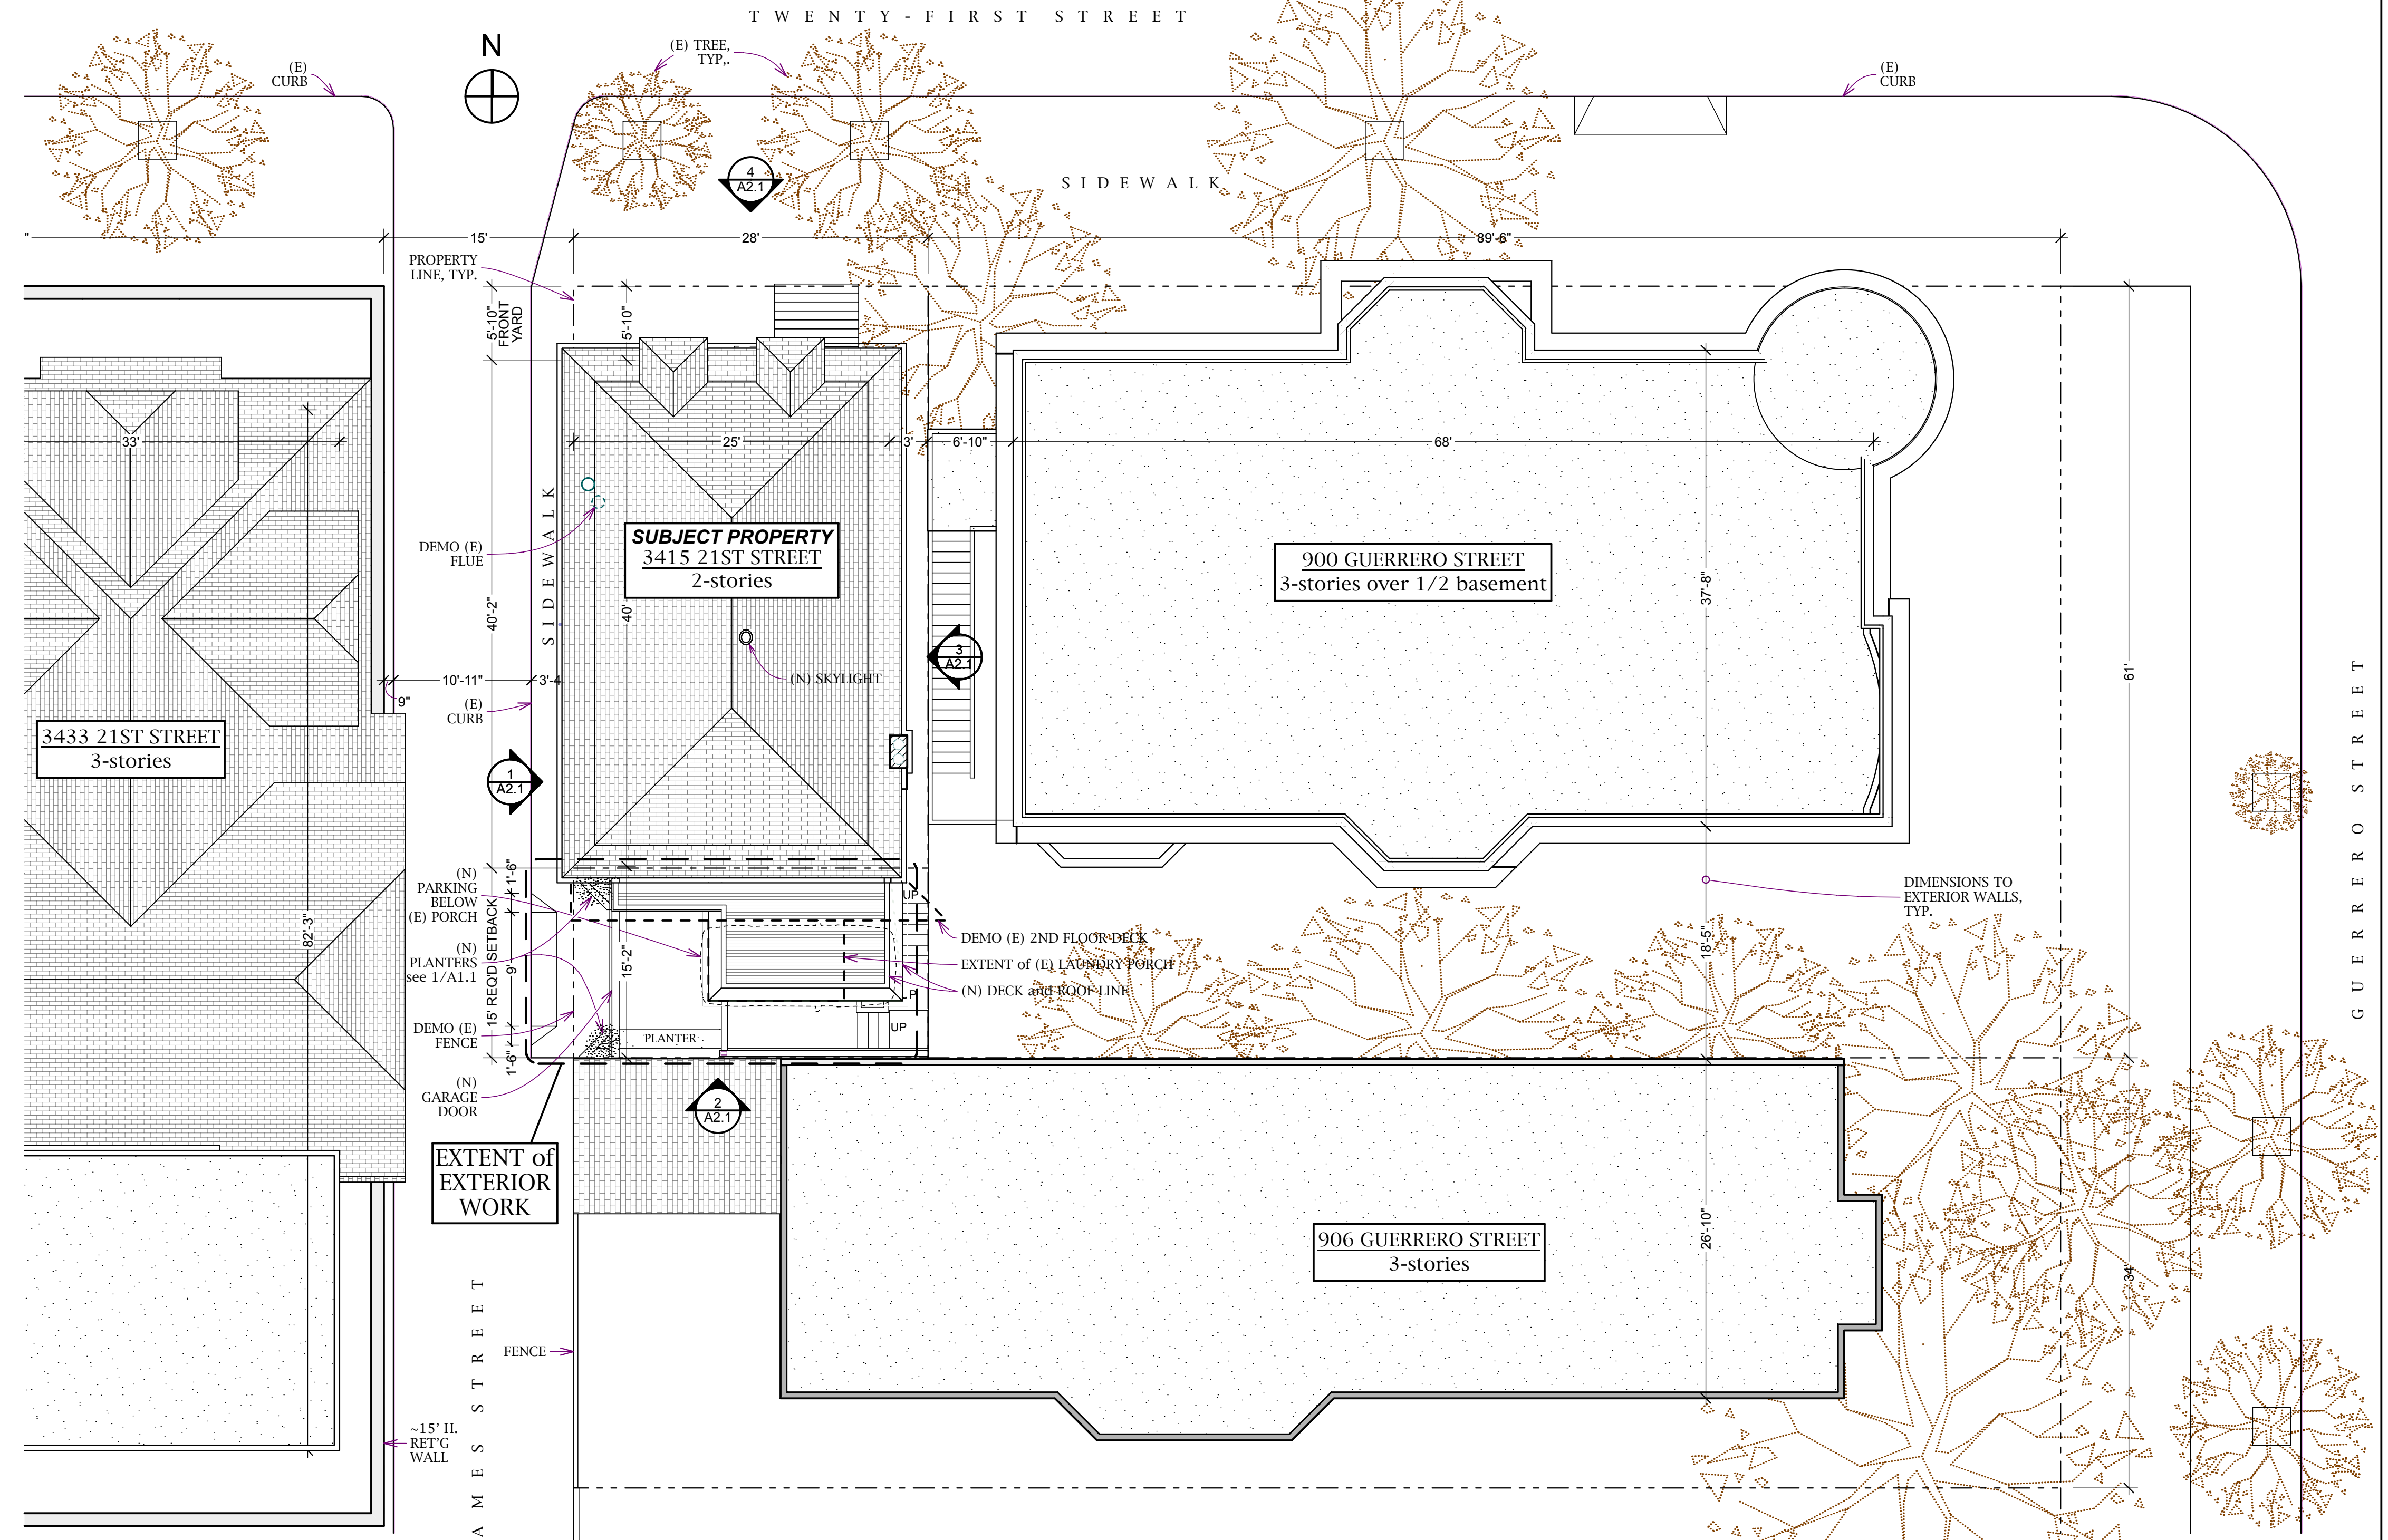 TWENTY-FIRST STREET
N
(E) TREE,
TYP,.
(E)
CURB
(E)
CURB
4
A2.1
SIDEWALK
"
15'
28'
89'-6"
PROPERTY
LINE, TYP.
5'-10"
FRONT
YARD
5'-10"
33'
25'
3'
6'-10"
68'
SIDEWALK
DEMO (E)
FLUE
SUBJECT PROPERTY
3415 21ST STREET
2-stories
900 GUERRERO STREET
3-stories over 1/2 basement
37'-8"
40'-2"
40'
3
A2.1
(N) SKYLIGHT
10'-11"
3'-4
9"
(E)
CURB
61'
GUERRERO STREET
3433 21ST STREET
3-stories
1
A2.1
(N)
PARKING
BELOW
(E) PORCH
1'-6"
UP
DIMENSIONS TO
EXTERIOR WALLS,
TYP.
82'-3"
15' REQ'D SETBACK
9'
15'-2"
18'-5"
(N)
PLANTERS
see 1/A1.1
DEMO (E) 2ND FLOOR DECK
EXTENT of (E) LAUNDRY PORCH
(N) DECK and ROOF LINE
UP
DEMO (E)
FENCE
PLANTER
1'-6"
(N)
GARAGE
DOOR
2
A2.1
EXTENT of
EXTERIOR
WORK
906 GUERRERO STREET
3-stories
26'-10"
34'
FENCE
~15' H.
RET'G
WALL
AMES STREET